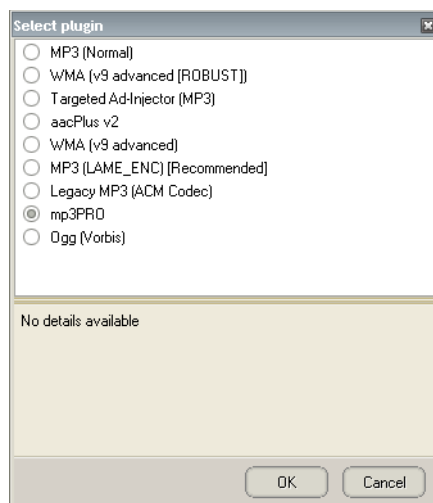 Select plugin
MP3 (Normal)
WMA (v9 advanced [ROBUST])
Targeted Ad-Injector (MP3)
aacPlus v2
WMA (v9 advanced)
MP3 (LAME_ENC) [Recommended]
Legacy MP3 (ACM Codec)
mp3PRO
Ogg (Vorbis)
No details available
OK
Cancel